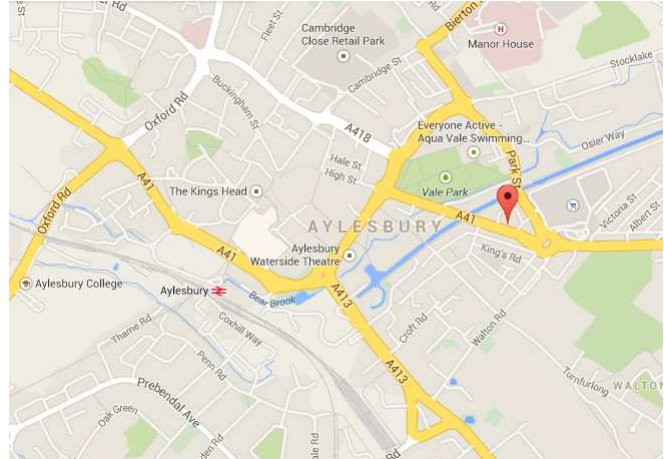 Cambridge
Close Retail Park
Fleet St
Bierton
Manor House
H
Stocklake
Cambridge St
Oxford Rd
Buckingham St
A418
Everyone Active -
Aqua Vale Swimming...
Osier Way
Hale St
High St
Park St
Vale Park
A41
The Kings Head
Oxford Rd
Victoria St
Albert St
AYLESBURY
A41
A41
King's Rd
Aylesbury
Waterside Theatre
Aylesbury College
Aylesbury
Bear Brook
A413
Coxhill Way
Croft Rd
Walton Rd
Thame Rd
Penn Rd
A413
Turnfurlong
WALTON
Prebendal Ave
Oak Green
Rd